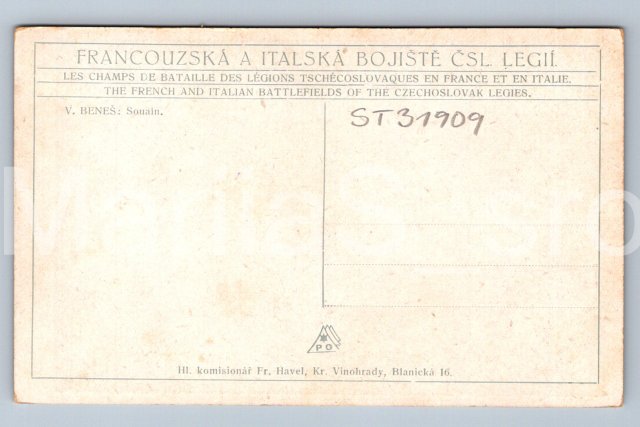 FRANCOUZSKÁ A ITALSKÁ BOJIŠTĚ ČSL. LEGIÍ.
LES CHAMPS DE BATAILLE DES LÉGIONS TSCHÉCOSLOVAQUES EN FRANCE ET EN ITALIE.
THE FRENCH AND ITALIAN BATTLEFIELDS OF THE CZECHOSLOVAK LEGIES.
V. BENEŠ: Souain.
ST31909
PO
Hl. komisionář Fr. Havel, Kr. Vinohrady, Blanická 16.